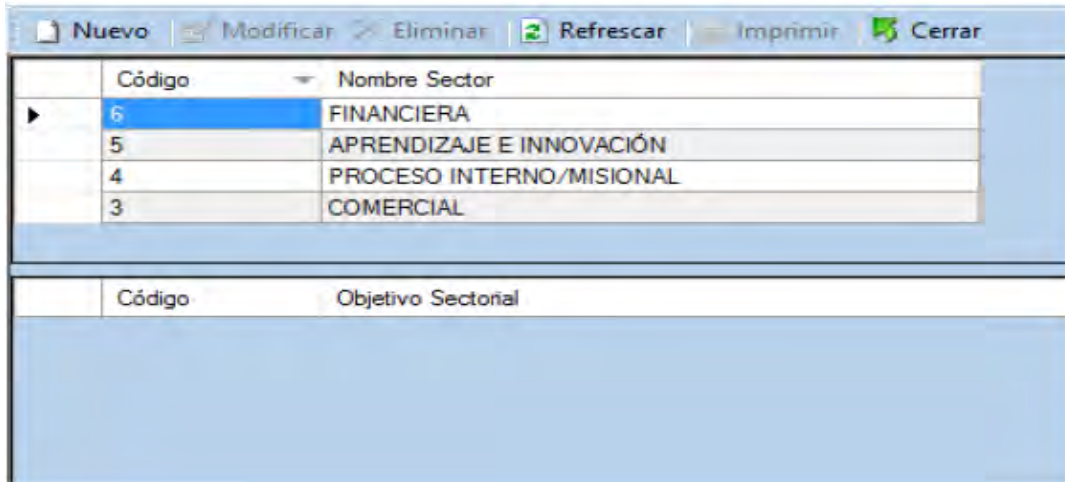 Nuevo Modificar Eliminar Refrescar Imprimir Cerrar
Código Nombre Sector
6 FINANCIERA
5 APRENDIZAJE E INNOVACIÓN
4 PROCESO INTERNO/MISIONAL
3 COMERCIAL
Código Objetivo Sectorial